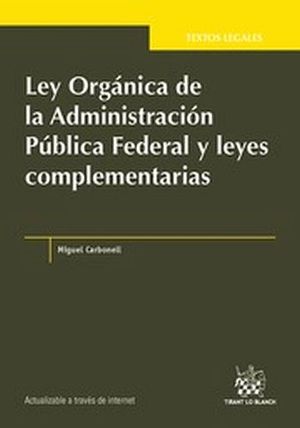 TEXTOS LEGALES
Ley Orgánica de
la Administración
Pública Federal y leyes
complementarias
Miguel Carbonell
Actualizable a través de internet
TIRANT LO BLANCH